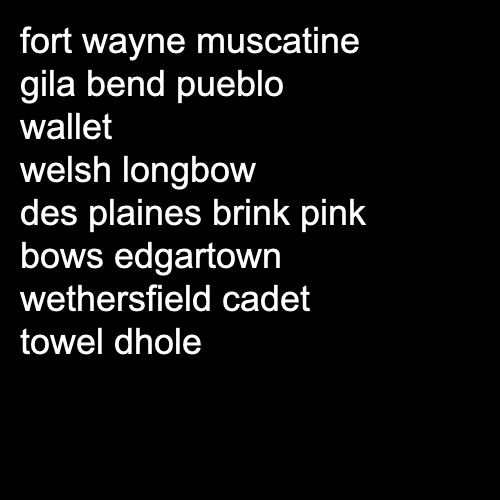 fort wayne muscatine
gila bend pueblo
wallet
welsh longbow
des plaines brink pink
bows edgartown
wethersfield cadet
towel dhole